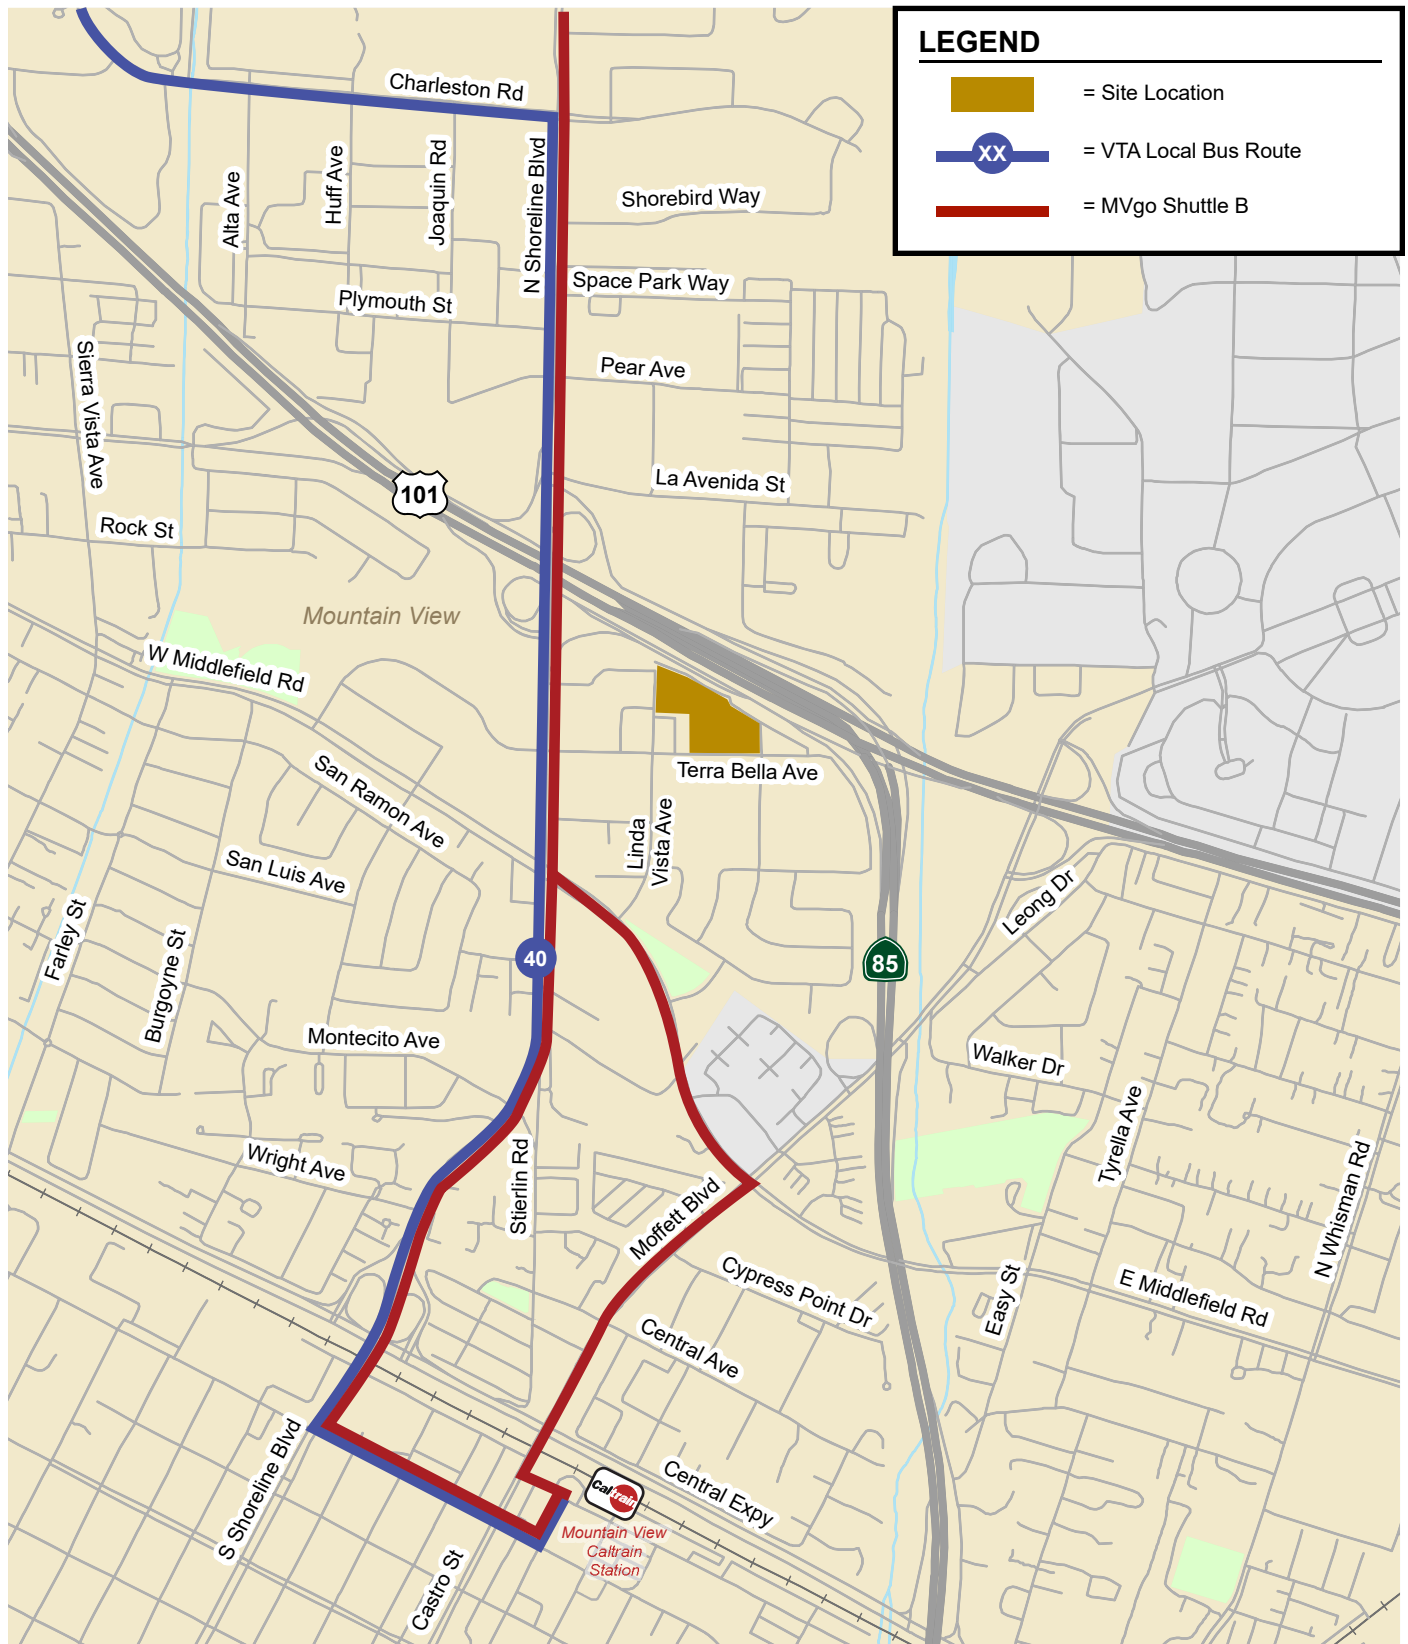 LEGEND
= Site Location
XX
= VTA Local Bus Route
= MVgo Shuttle B
Charleston Rd
Alta Ave
Huff Ave
Joaquin Rd
N Shoreline Blvd
Shorebird Way
Space Park Way
Plymouth St
Pear Ave
Sierra Vista Ave
La Avenida St
101
Rock St
Mountain View
W Middlefield Rd
Terra Bella Ave
San Ramon Ave
Linda
Vista Ave
San Luis Ave
Leong Dr
Farley St
Burgoyne St
40
85
Montecito Ave
Walker Dr
Tyrella Ave
Wright Ave
Stierlin Rd
Moffett Blvd
N Whisman Rd
Cypress Point Dr
Easy St
E Middlefield Rd
Central Ave
S Shoreline Blvd
Central Expy
Caltrain
Mountain View
Caltrain
Station
Castro St